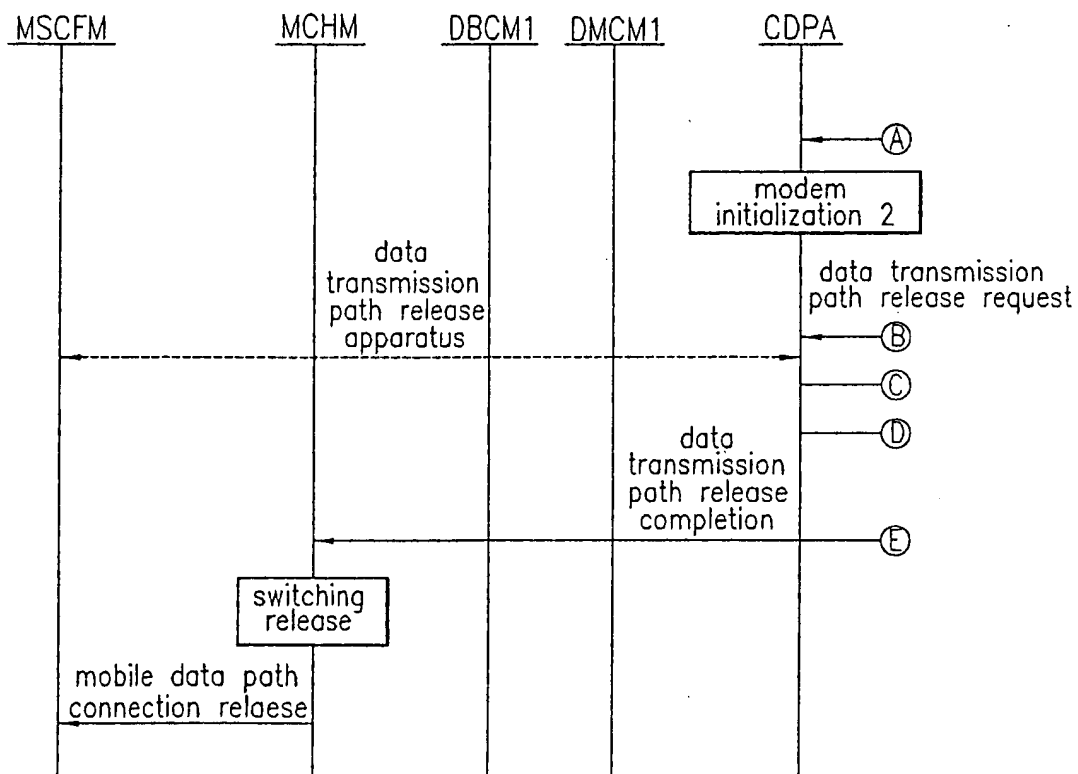 MSCFM MCHM DBCM1 DMCM1 CDPA
A
modem
initialization 2
data
transmission
path release
apparatus
data transmission
path release request
B
C
D
data
transmission
path release
completion
E
switching
release
mobile data path
connection relaese